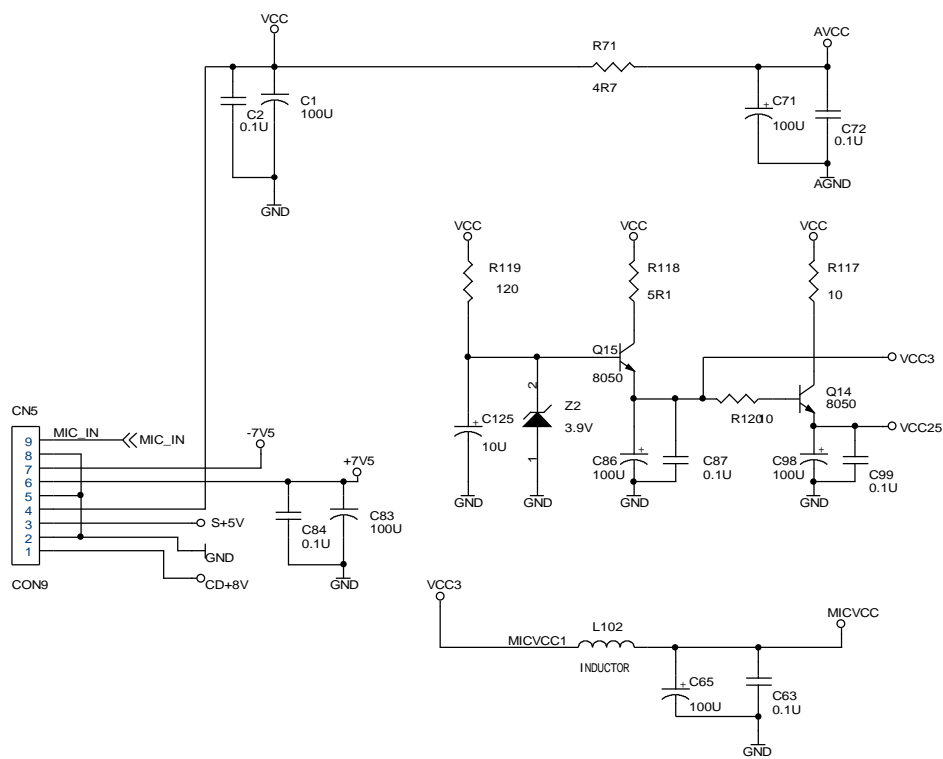 VCC
R71
4R7
AVCC
C2
0.1U
C1
100U
C71
100U
C72
0.1U
GND
AGND
VCC
R119
120
VCC
R118
5R1
VCC
R117
10
Q15
8050
VCC3
2
Z2
3.9V
1
C125
10U
R120
10
Q14
8050
VCC25
C86
100U
C87
0.1U
C98
100U
C99
0.1U
GND
GND
GND
GND
CN5
9
8
7
6
5
4
3
2
1
CON9
MIC_IN
MIC_IN
-7V5
+7V5
S+5V
GND
CD+8V
C84
0.1U
C83
100U
GND
VCC3
MICVCC1
L102
INDUCTOR
MICVCC
C65
100U
C63
0.1U
GND